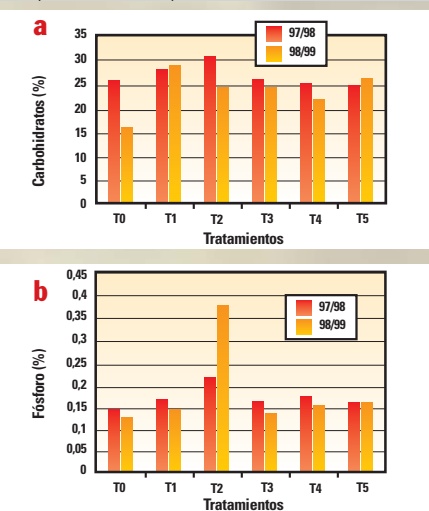 a
97/98
98/99
Carbohidratos (%)
35
30
25
20
15
10
5
0
T0 T1 T2 T3 T4 T5
Tratamientos
b
97/98
98/99
Fósforo (%)
0,45
0,4
0,35
0,3
0,2
0,2
0,15
0,1
0,05
0
T0 T1 T2 T3 T4 T5
Tratamientos